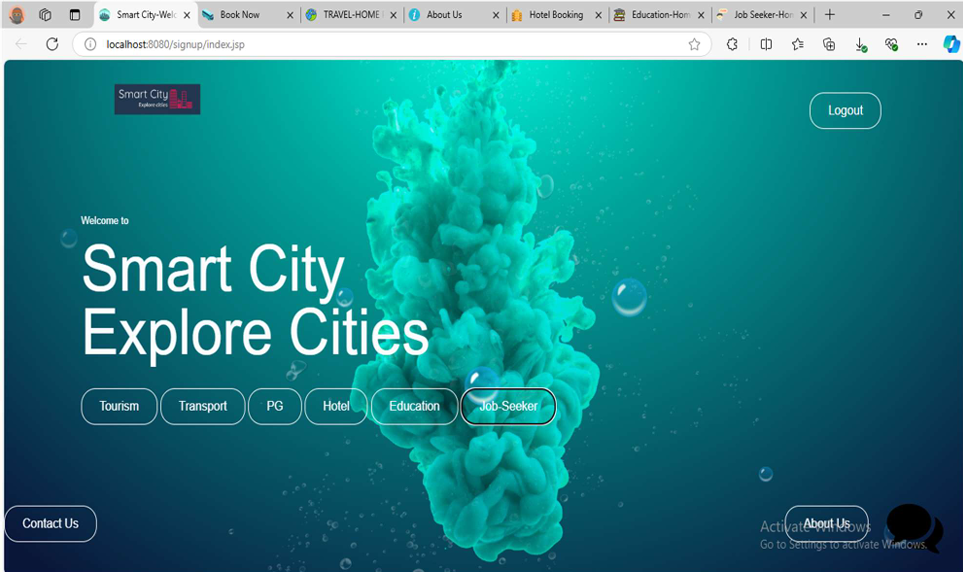 Smart City-Wel
Book Now
TRAVEL-HOME
About Us
Hotel Booking
Education-Hom
Job Seeker-Hon
localhost:8080/signup/index.jsp
Smart City
Explore cities
Logout
Welcome to
Smart City
Explore Cities
Tourism
Transport
PG
Hotel
Education
Job-Seeker
Contact Us
About Us
Activate Windows
Go to Settings to activate Windows.